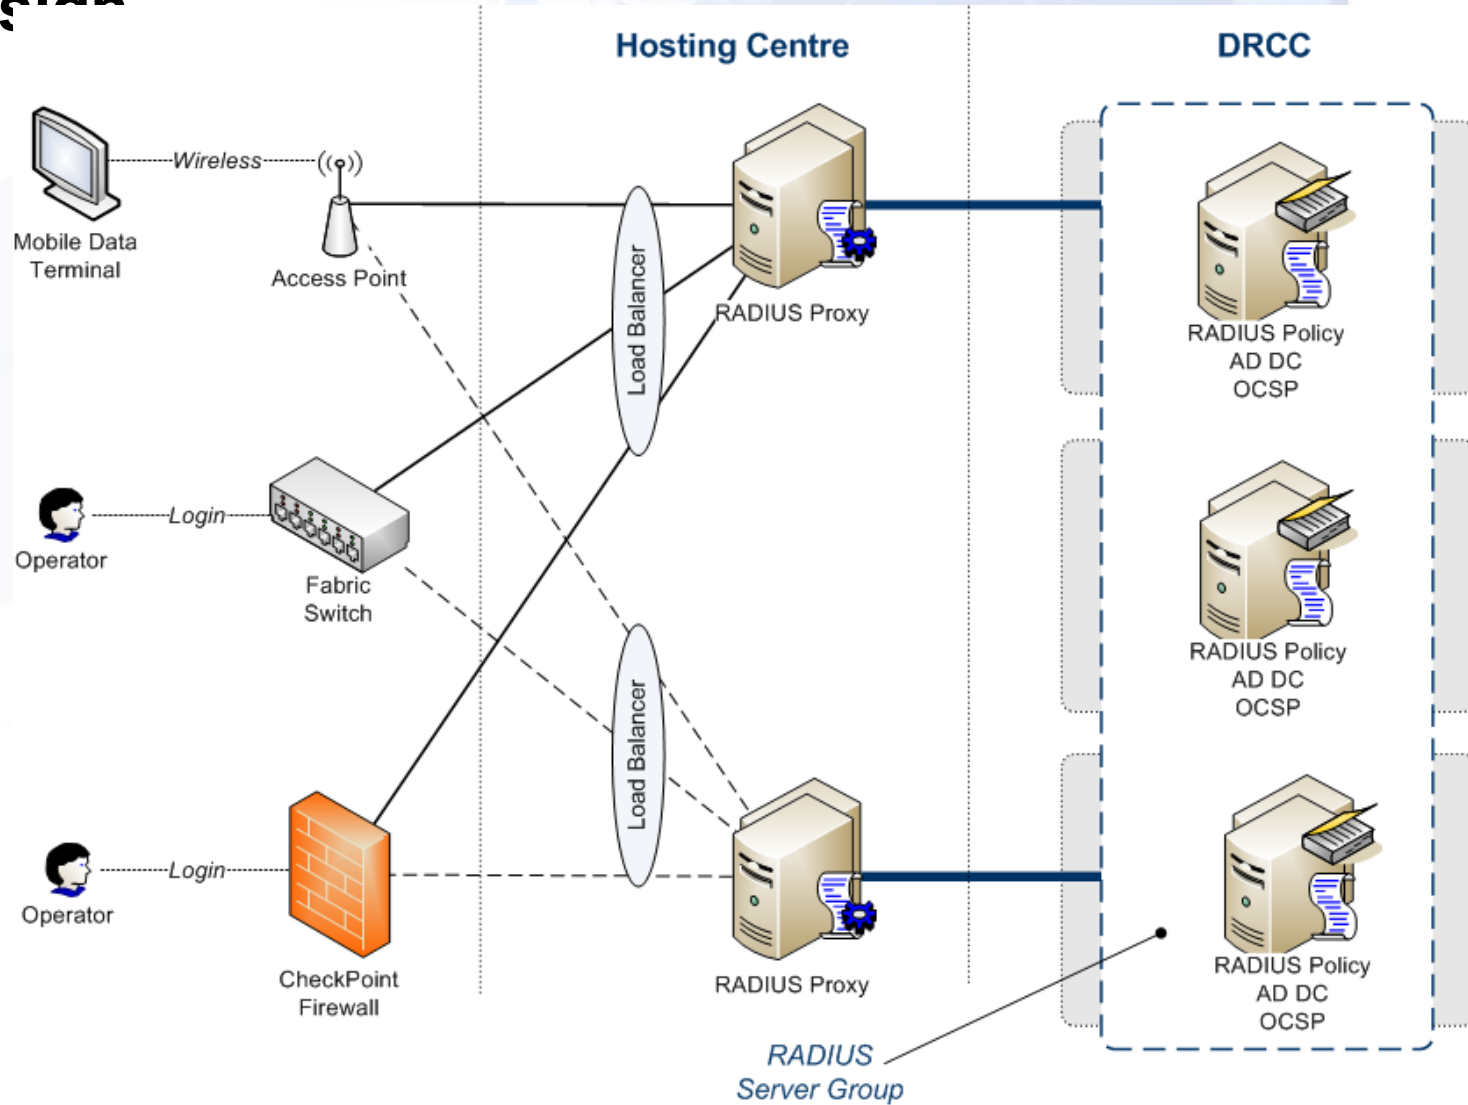 Hosting Centre
DRCC
Wireless
Mobile Data
Terminal
Access Point
Load Balancer
RADIUS Proxy
RADIUS Policy
AD DC
OCSP
Operator
Login
Fabric
Switch
RADIUS Policy
AD DC
OCSP
Load Balancer
Operator
Login
CheckPoint
Firewall
RADIUS Proxy
RADIUS Policy
AD DC
OCSP
RADIUS
Server Group